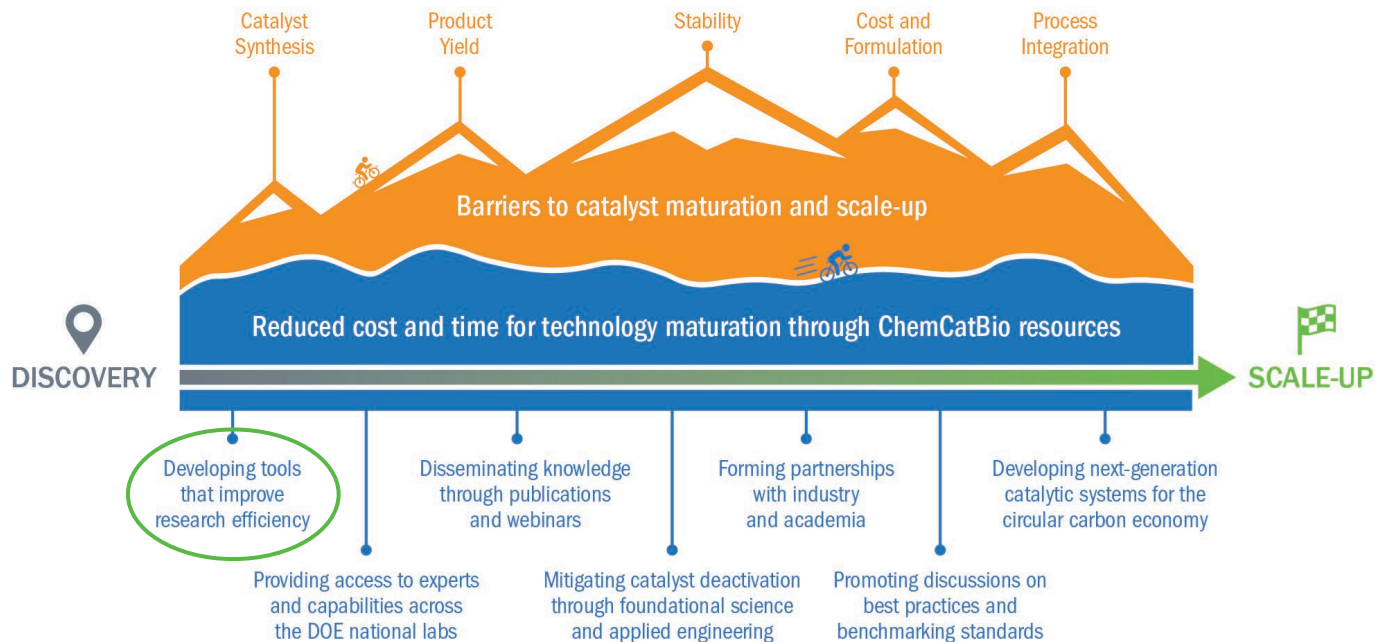 Catalyst
Synthesis
Product
Yield
Stability
Cost and
Formulation
Process
Integration
Barriers to catalyst maturation and scale-up
Reduced cost and time for technology maturation through ChemCatBio resources
DISCOVERY
SCALE-UP
Developing tools
that improve
research efficiency
Disseminating knowledge
through publications
and webinars
Forming partnerships
with industry
and academia
Developing next-generation
catalytic systems for the
circular carbon economy
Providing access to experts
and capabilities across
the DOE national labs
Mitigating catalyst deactivation
through foundational science
and applied engineering
Promoting discussions on
best practices and
benchmarking standards